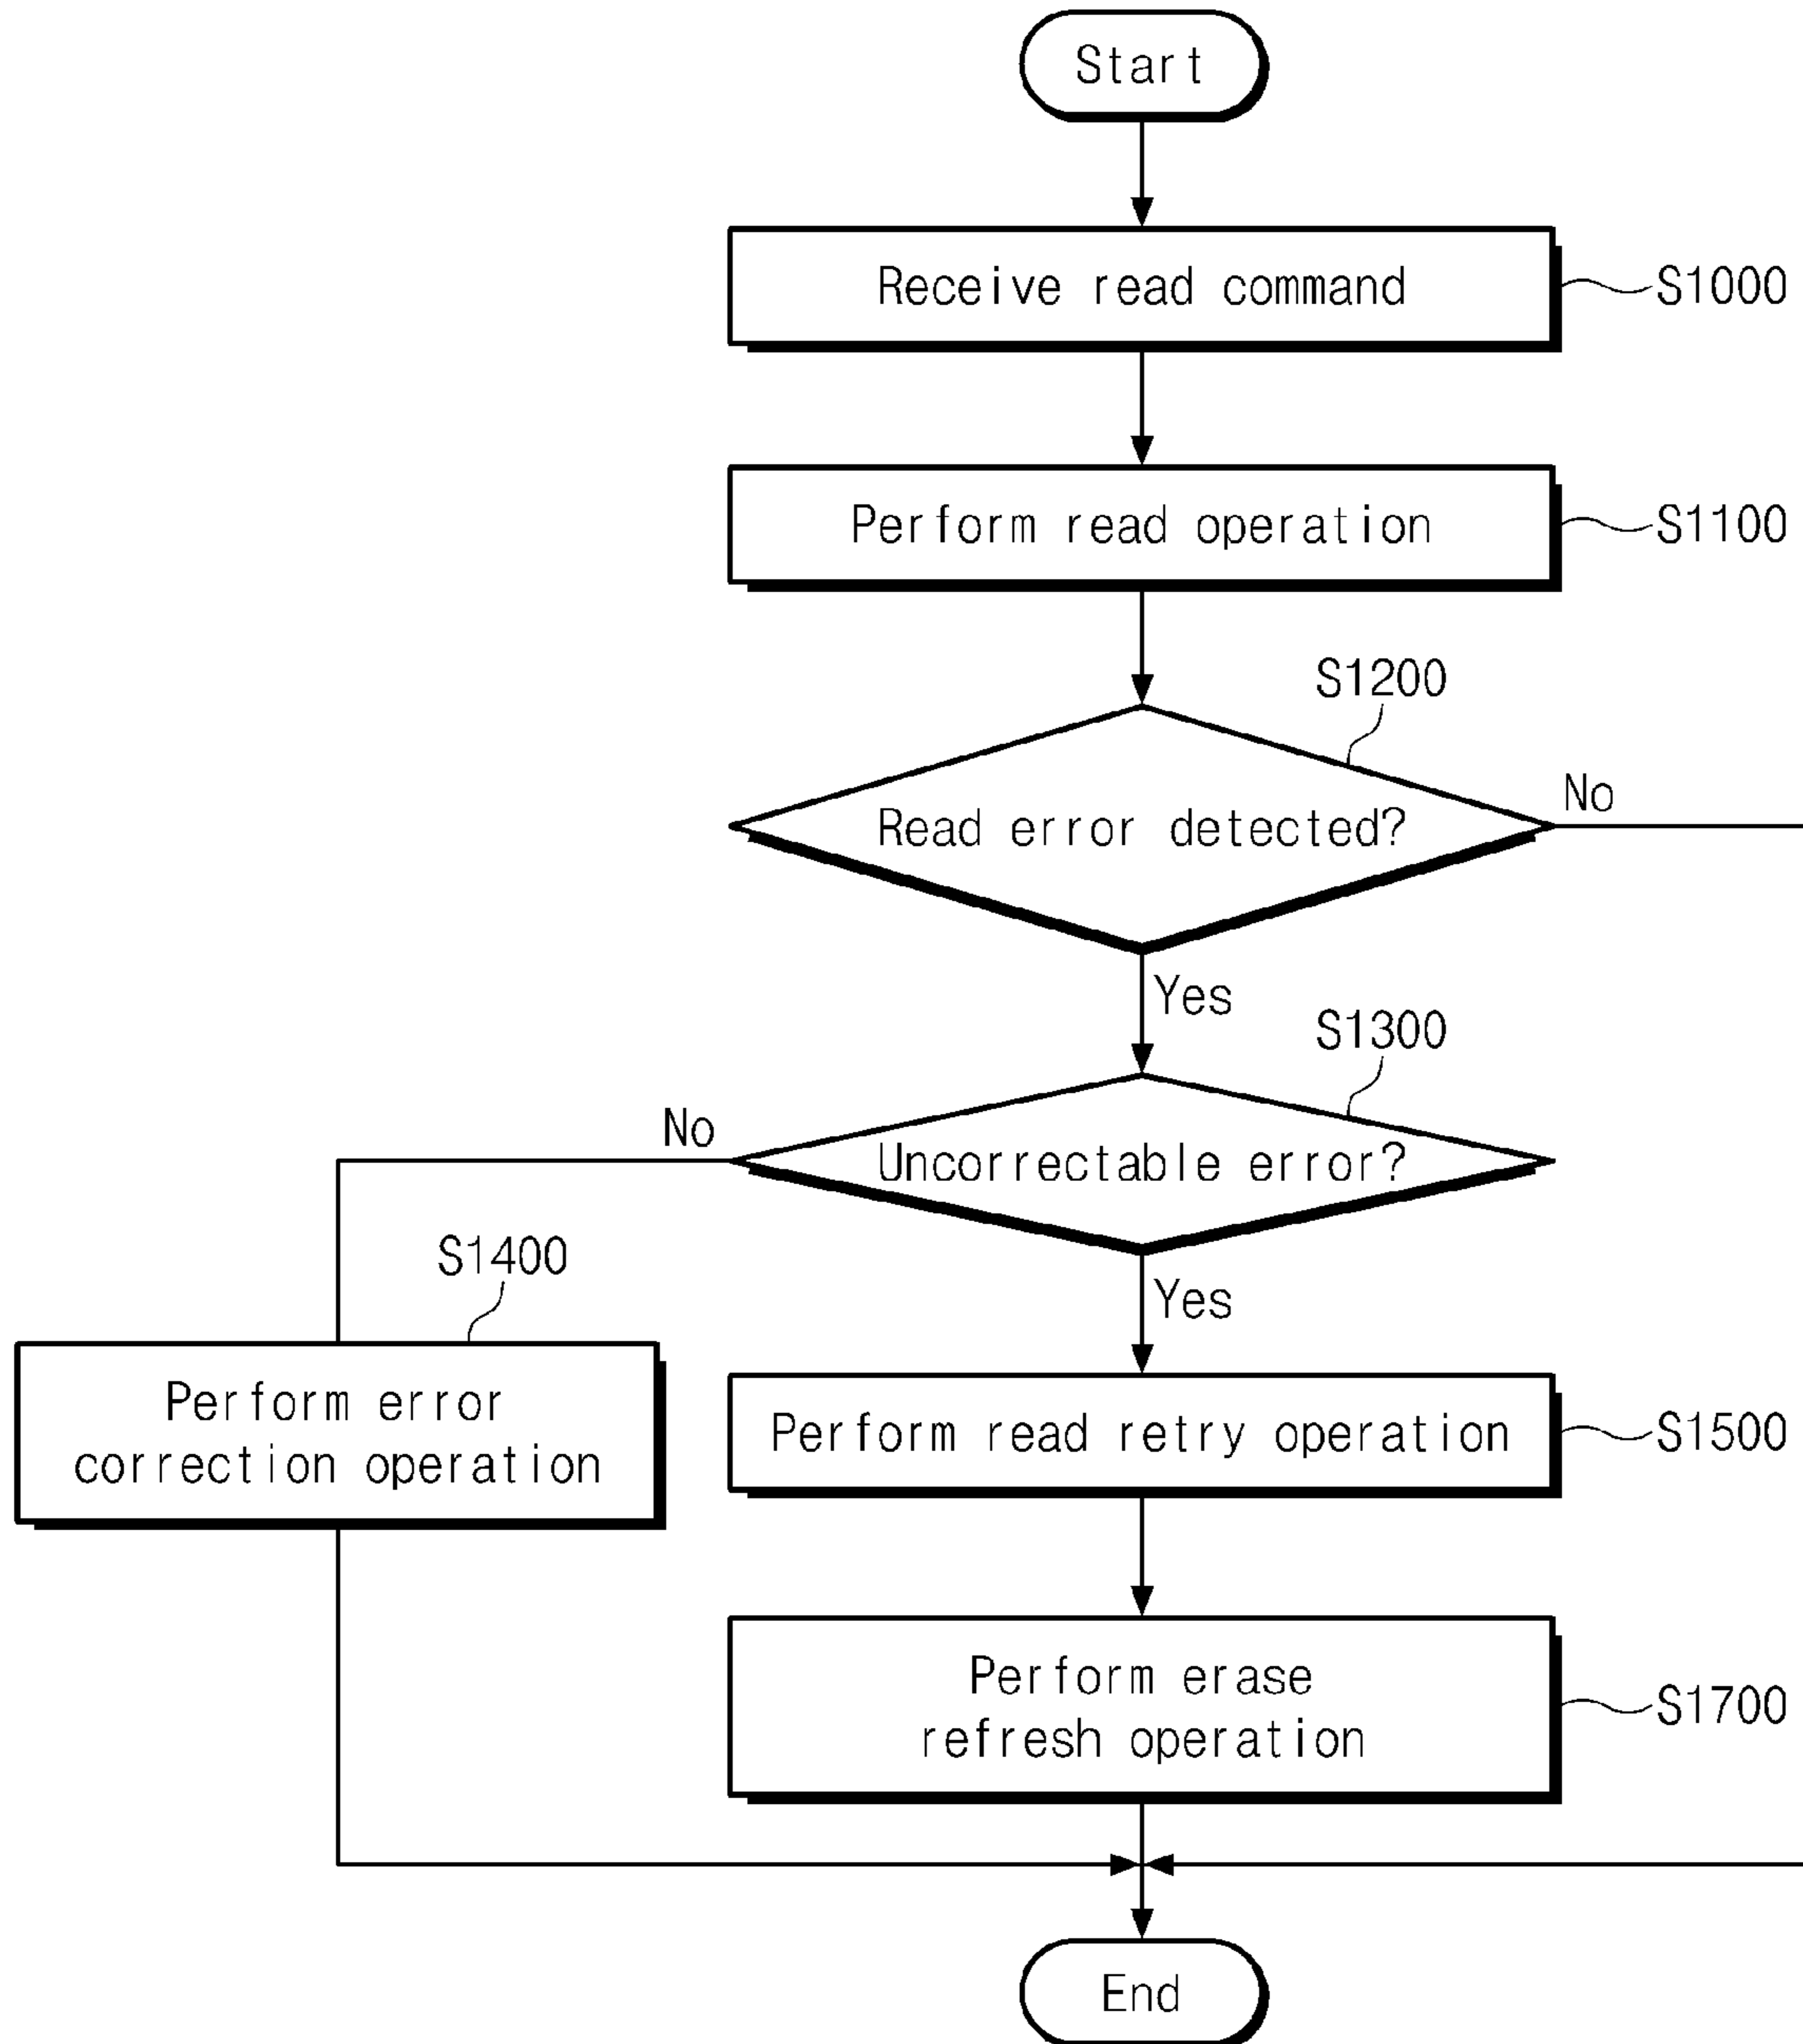 Start
Receive read command
S1000
Perform read operation
S1100
S1200
Read error detected?
No
Yes
S1300
No
Uncorrectable error?
Yes
S1400
Perform error
correction operation
Perform read retry operation
S1500
Perform erase
refresh operation
S1700
End